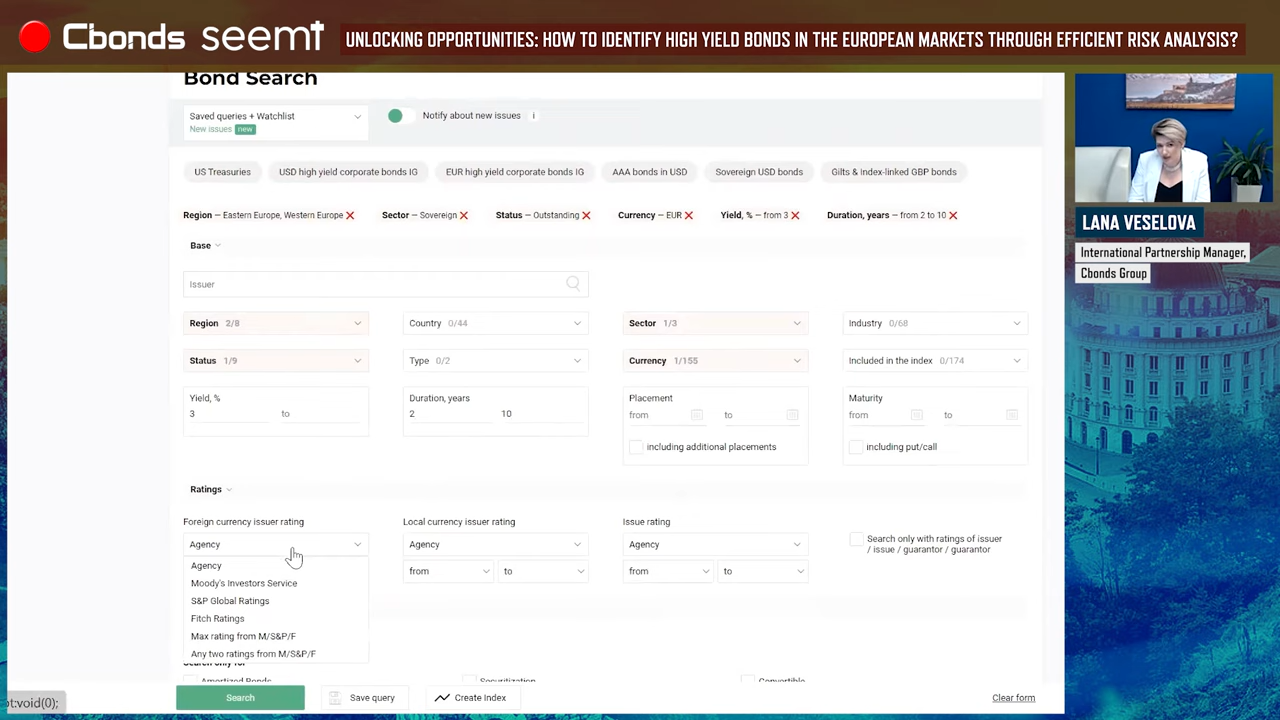 Cbonds seemt
UNLOCKING OPPORTUNITIES: HOW TO IDENTIFY HIGH YIELD BONDS IN THE EUROPEAN MARKETS THROUGH EFFICIENT RISK ANALYSIS?
Bond Search
Saved queries + Watchlist
New issues new
Notify about new issues i
US Treasuries
USD high yield corporate bonds IG
EUR high yield corporate bonds IG
AAA bonds in USD
Sovereign USD bonds
Gilts & Index-linked GBP bonds
Region — Eastern Europe, Western Europe
Sector — Sovereign
Status — Outstanding
Currency — EUR
Yield, % — from 3
Duration, years — from 2 to 10
Base
Issuer
Region 2/8
Country 0/44
Sector 1/3
Industry 0/68
Status 1/9
Type 0/2
Currency 1/155
Included in the index 0/174
Yield, %
3 to
Duration, years
2 10
Placement
from to
including additional placements
Maturity
from to
including put/call
Ratings
Foreign currency issuer rating
Agency
Agency
Moody's Investors Service
S&P Global Ratings
Fitch Ratings
Max rating from M/S&P/F
Any two ratings from M/S&P/F
Local currency issuer rating
Agency
from to
Issue rating
Agency
from to
Search only with ratings of issuer
/ issue / guarantor / guarantor
Search only for
Amortized Bonds
Securitization
Convertible
Search
Save query
Create Index
Clear form
ot:void(0);
LANA VESELOVA
International Partnership Manager,
Cbonds Group